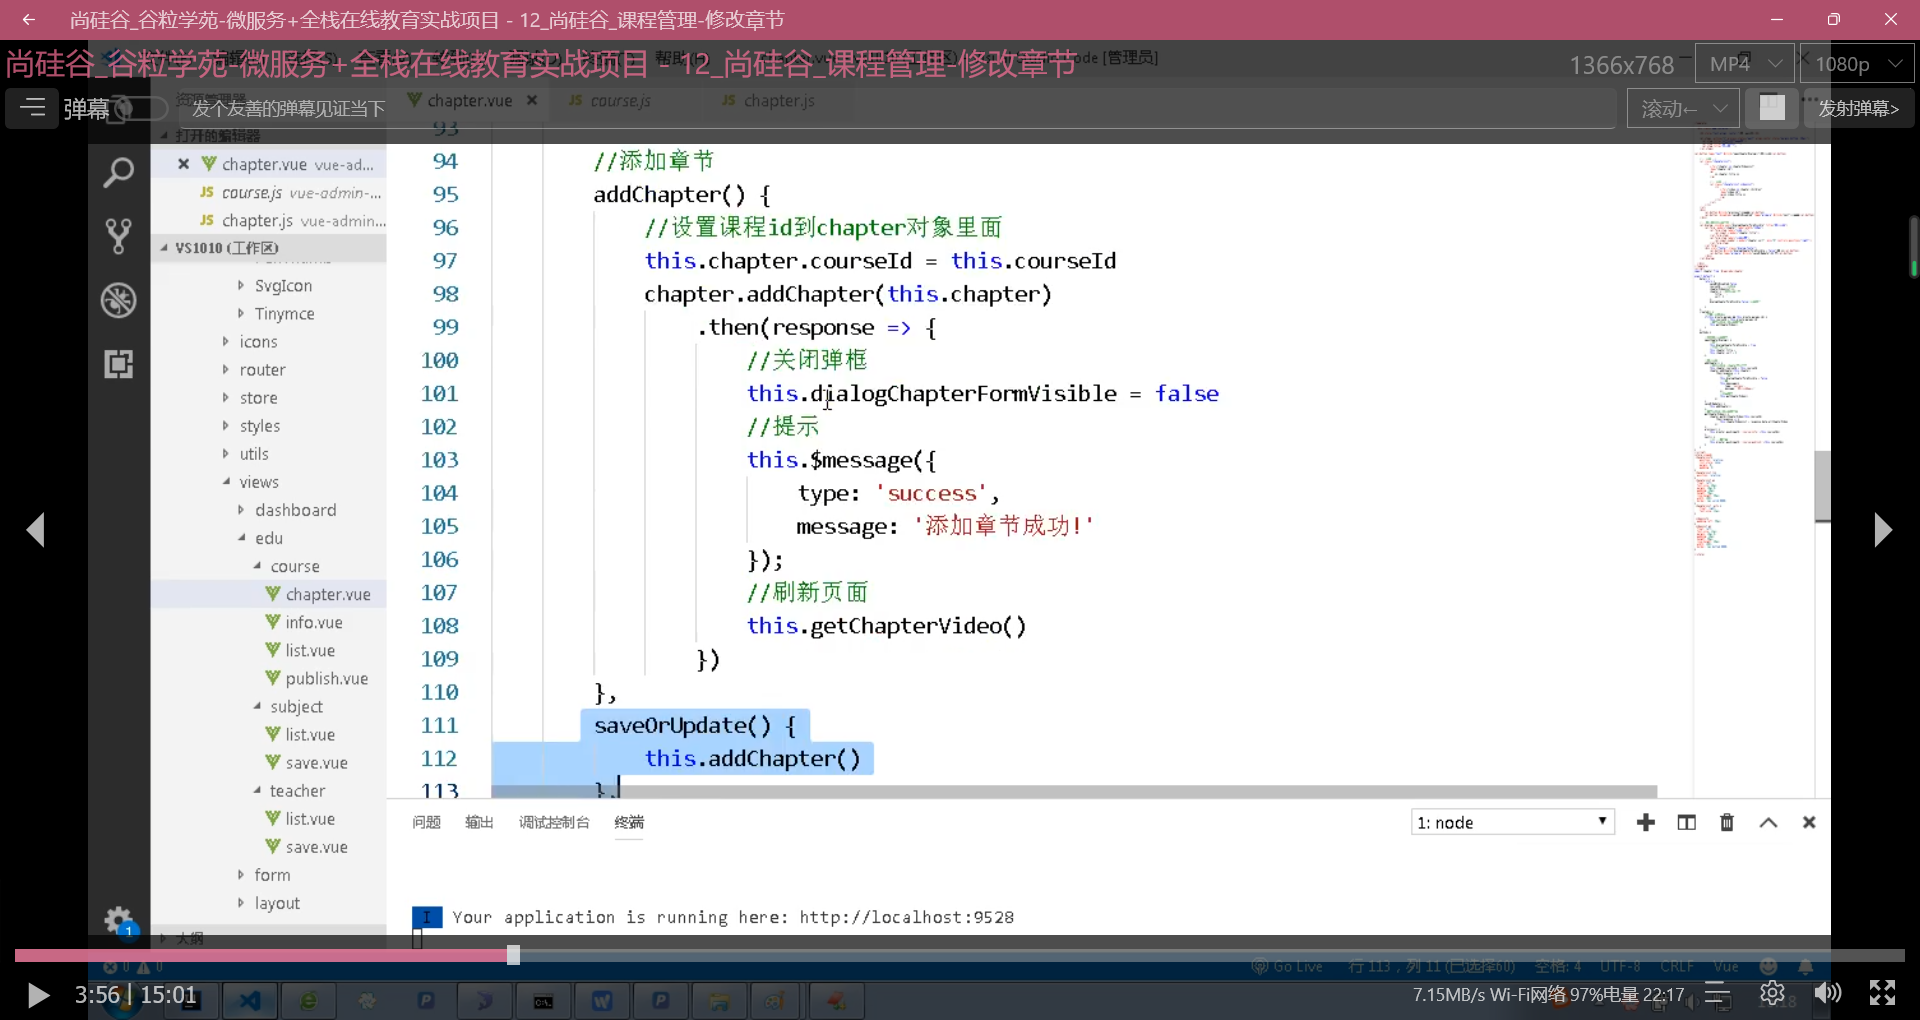 尚硅谷_谷粒学苑-微服务+全栈在线教育实战项目 - 12_尚硅谷_课程管理-修改章节
尚硅谷_谷粒学苑-微服务+全栈在线教育实战项目 - 12_尚硅谷_课程管理-修改章节
[管理员]
1366x768
MP4
1080p
弹幕
发个友善的弹幕见证当下
chapter.vue
course.js
chapter.js
滚动←
发射弹幕>
打开的编辑器
chapter.vue vue-ad...
course.js vue-admin-...
chapter.js vue-admin...
VS1010 (工作区)
SvgIcon
Tinymce
icons
router
store
styles
utils
views
dashboard
edu
course
chapter.vue
info.vue
list.vue
publish.vue
subject
list.vue
save.vue
teacher
list.vue
save.vue
form
layout
大纲
93
94 //添加章节
95 addChapter() {
96 //设置课程id到chapter对象里面
97 this.chapter.courseId = this.courseId
98 chapter.addChapter(this.chapter)
99 .then(response => {
100 //关闭弹框
101 this.dialogChapterFormVisible = false
102 //提示
103 this.$message({
104 type: 'success',
105 message: '添加章节成功!'
106 });
107 //刷新页面
108 this.getChapterVideo()
109 })
110 },
111 saveOrUpdate() {
112 this.addChapter()
113 },
问题 输出 调试控制台 终端
1: node
I Your application is running here: http://localhost:9528
0 0
Go Live 行 113，列 11 (已选择60) 空格: 4 UTF-8 CRLF Vue
1
3:56 | 15:01
7.15MB/s Wi-Fi网络 97%电量 22:17